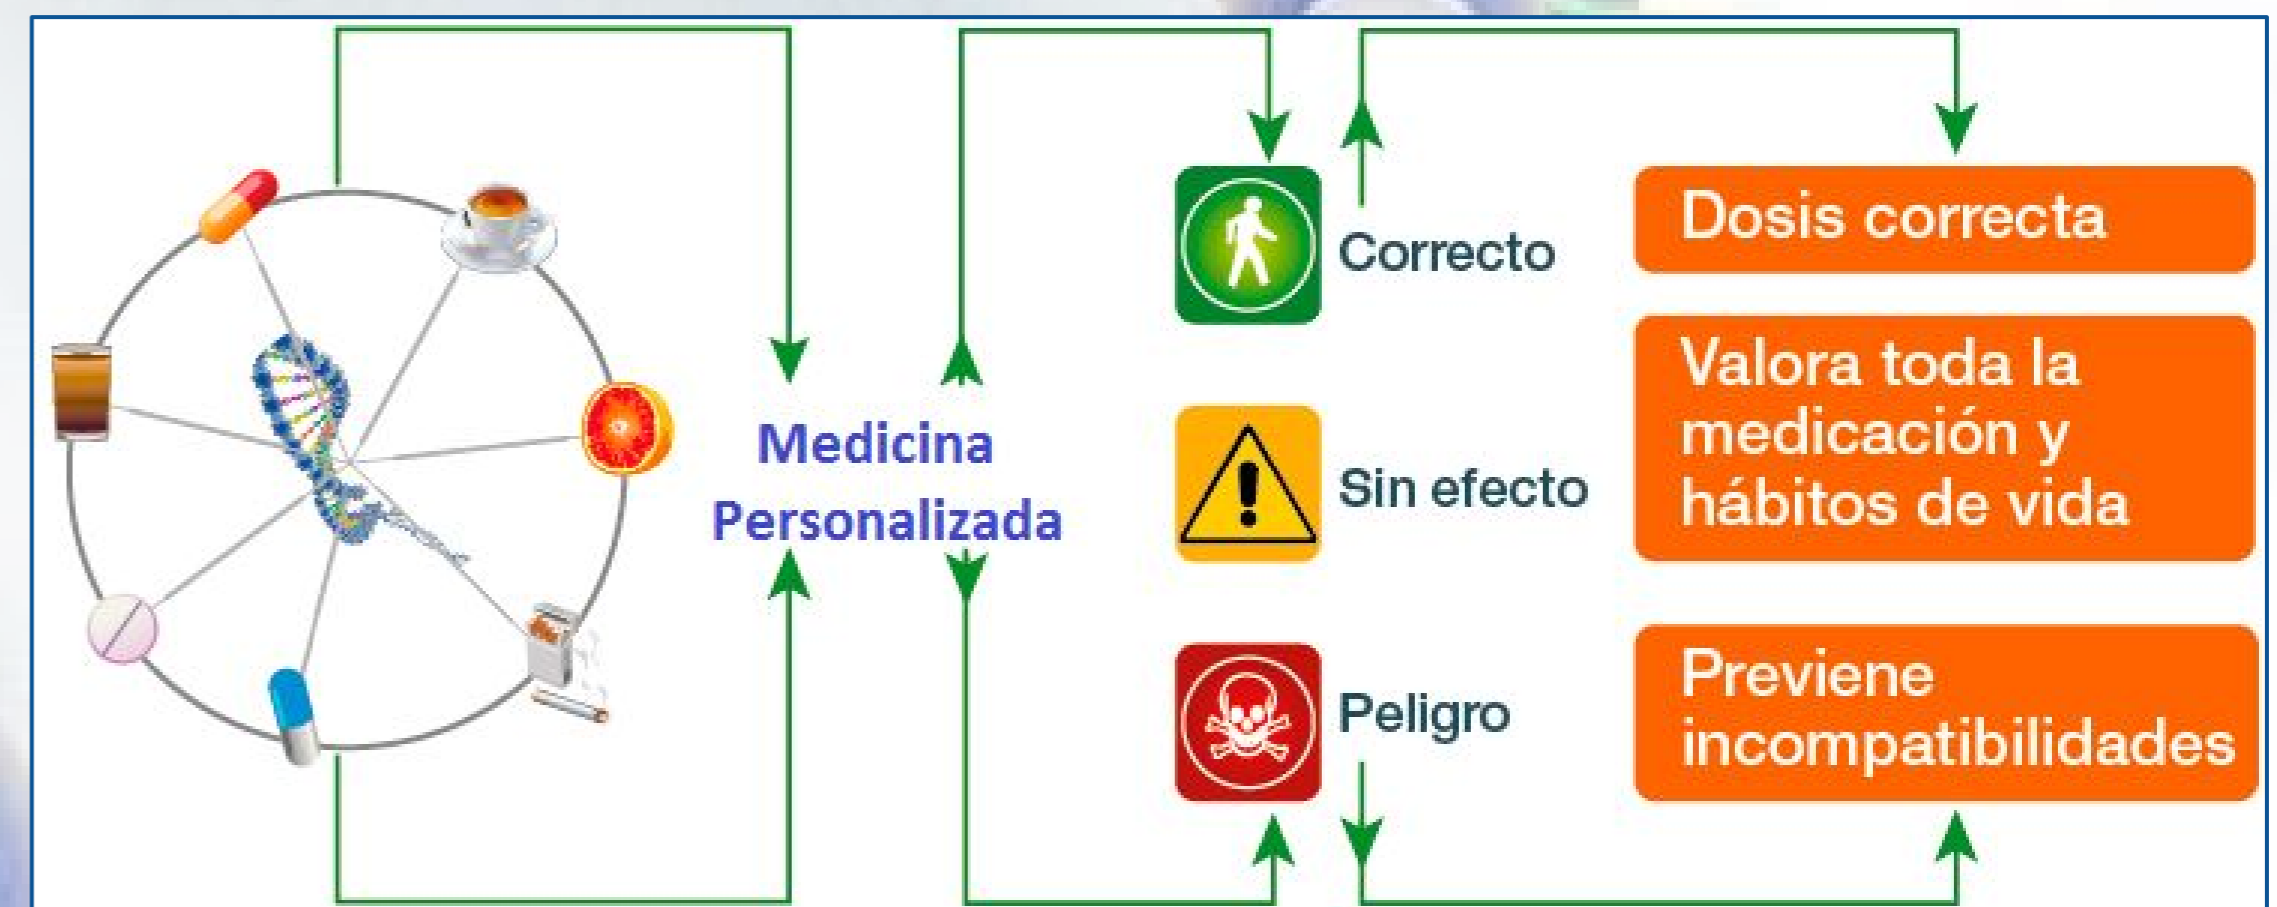 Medicina
Personalizada
Correcto
Sin efecto
Peligro
Dosis correcta
Valora toda la
medicación y
hábitos de vida
Previene
incompatibilidades